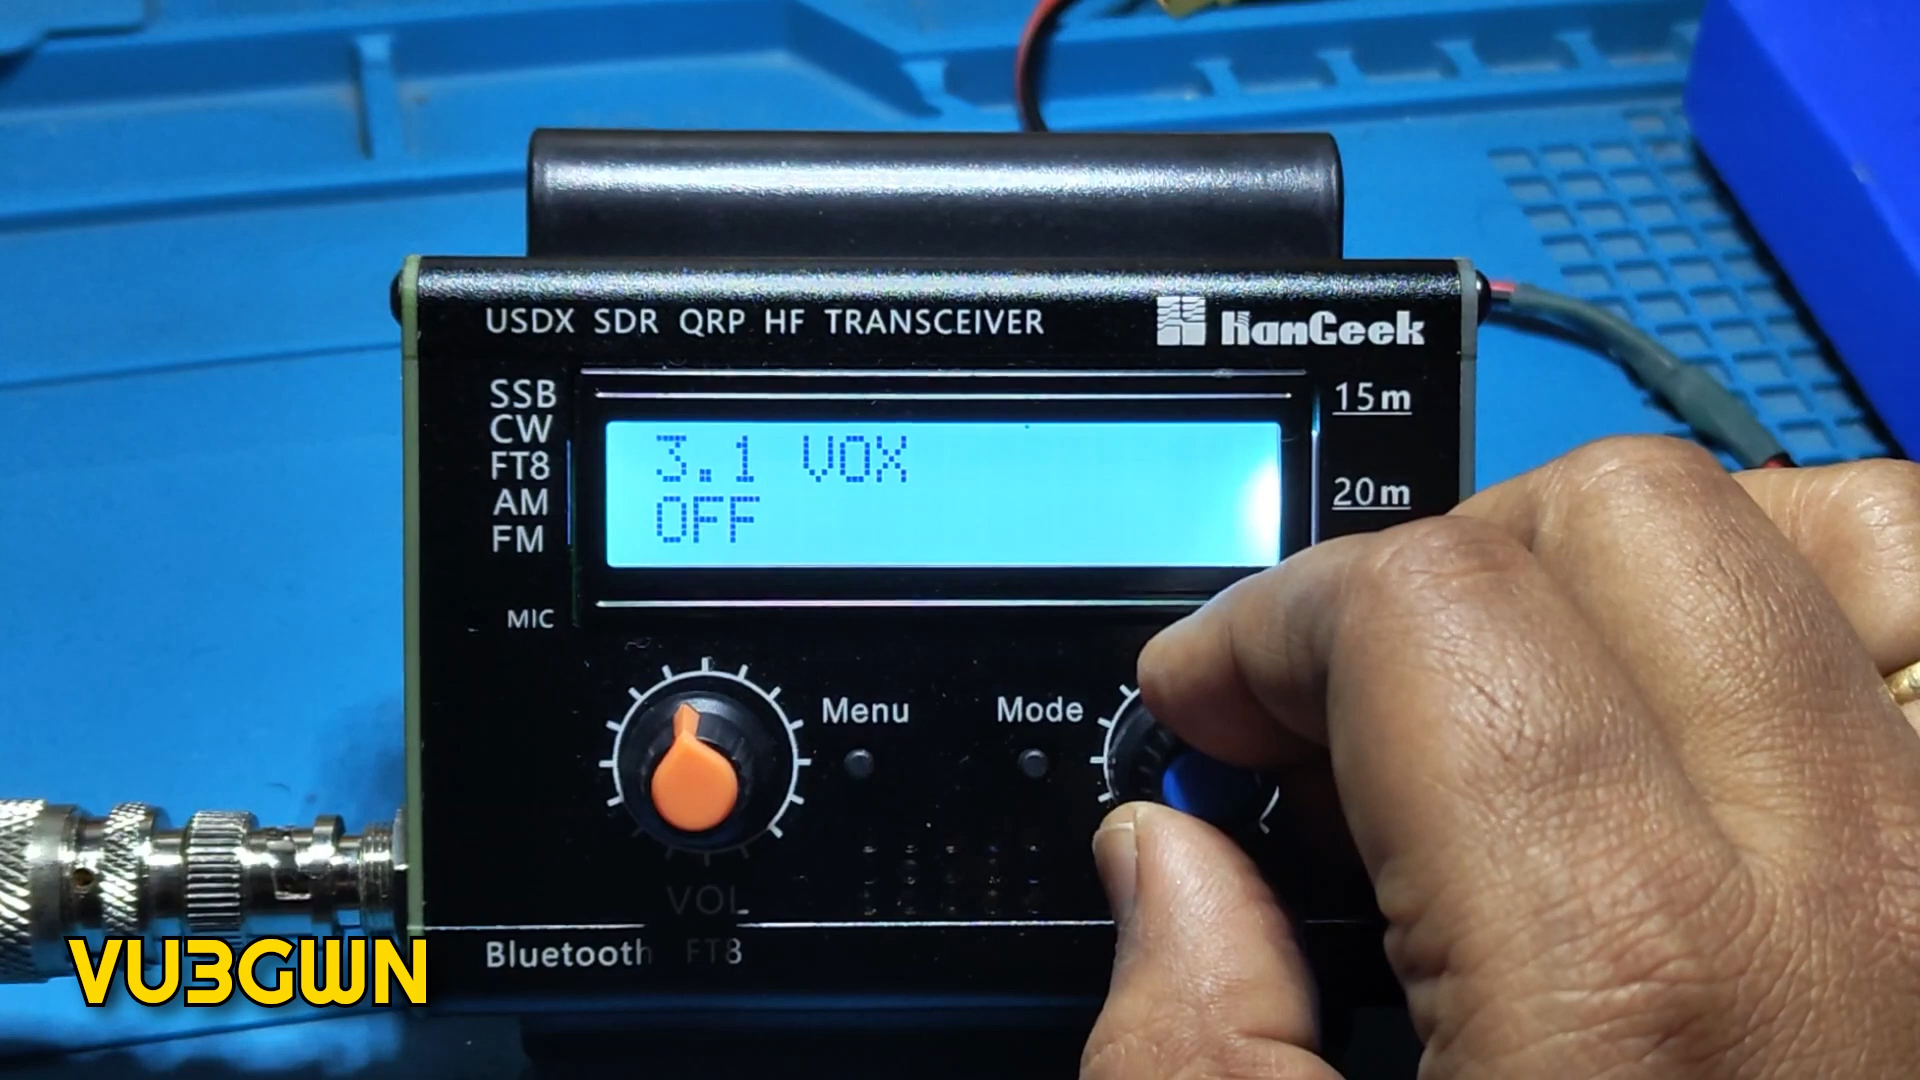 USDX SDR QRP HF TRANSCEIVER
HanGeek
SSB
CW
FT8
AM
FM
MIC
3.1 VOX
OFF
15m
20m
Menu
Mode
VOL
Bluetooth FT8
VU3GWN